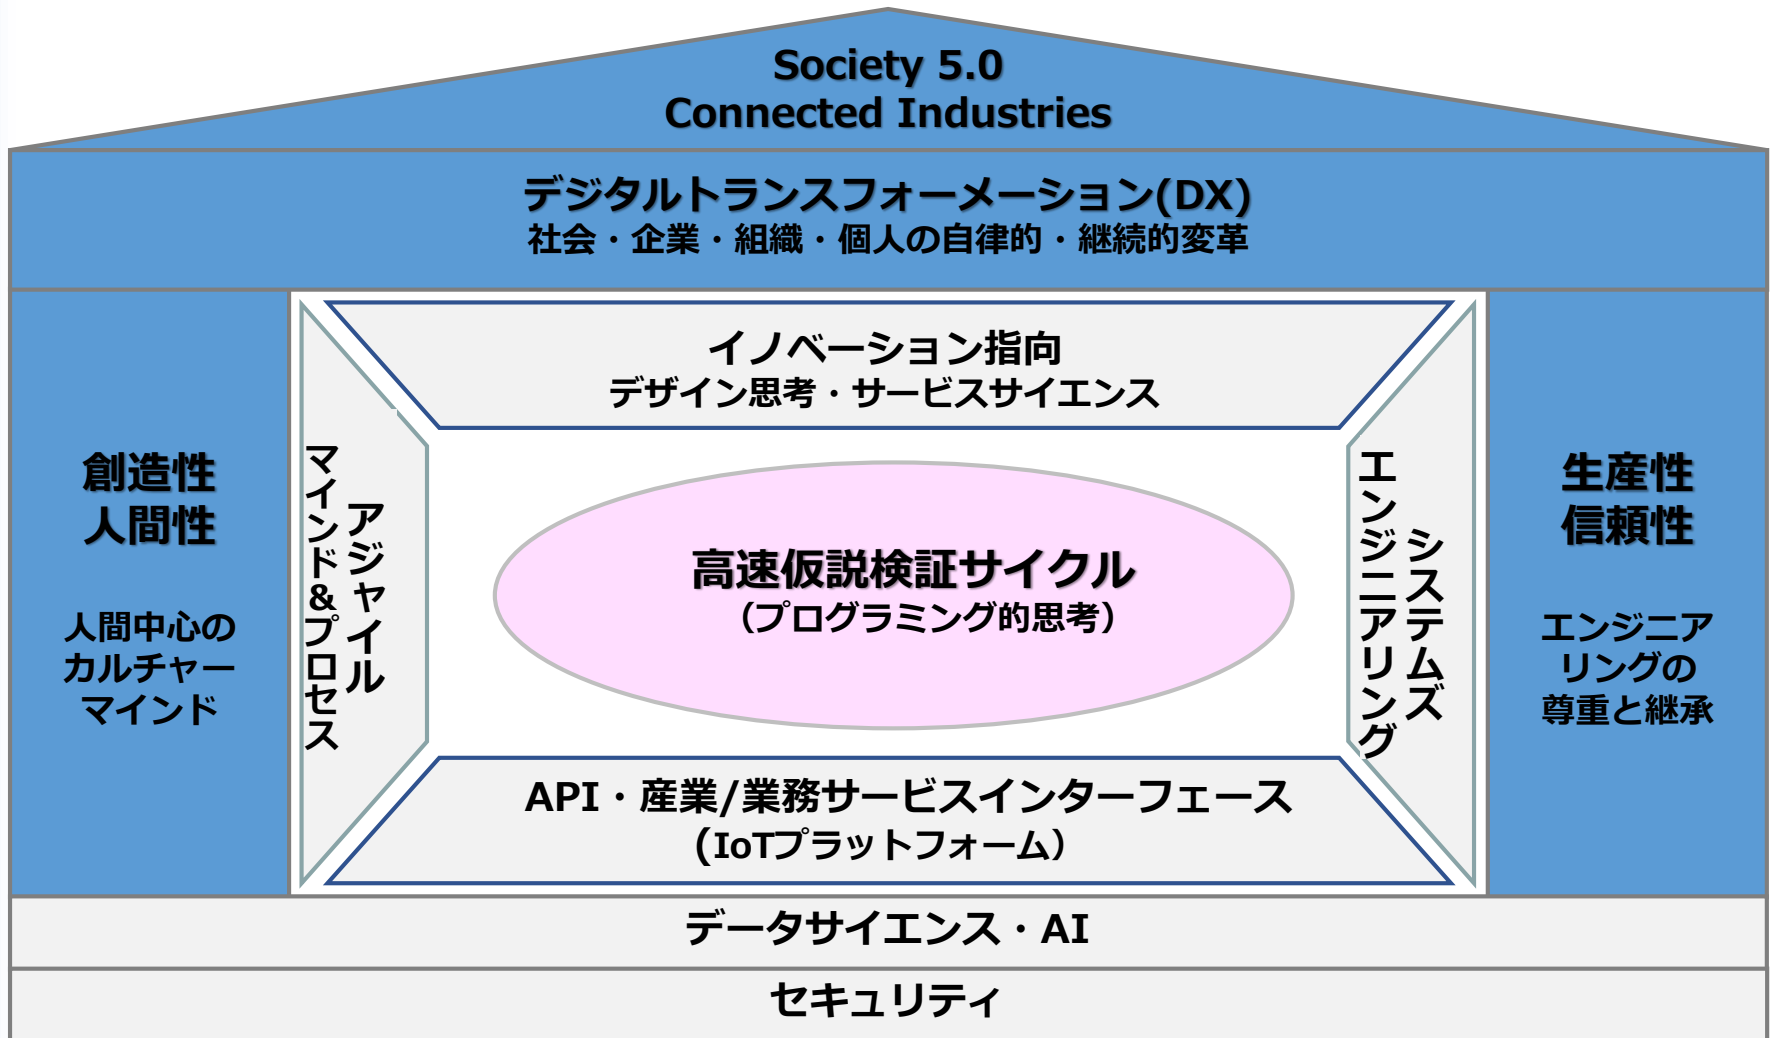 Society 5.0
Connected Industries
デジタルトランスフォーメーション(DX)
社会・企業・組織・個人の自律的・継続的変革
イノベーション指向
デザイン思考・サービスサイエンス
創造性
人間性
人間中心の
カルチャー
マインド
アジャイル
マインド&プロセス
高速仮説検証サイクル
（プログラミング的思考）
システムズ
エンジニアリング
生産性
信頼性
エンジニア
リングの
尊重と継承
API・産業/業務サービスインターフェース
(IoTプラットフォーム）
データサイエンス・AI
セキュリティ